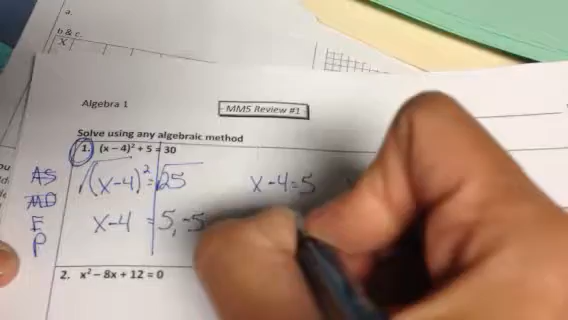 a.
b & c.
X
Algebra 1
MMS Review #1
Solve using any algebraic method
1. (x – 4)² + 5 = 30
AS √(x-4)² = √25 x-4=5
MD
E x-4 = 5, -5
P
2. x² – 8x + 12 = 0